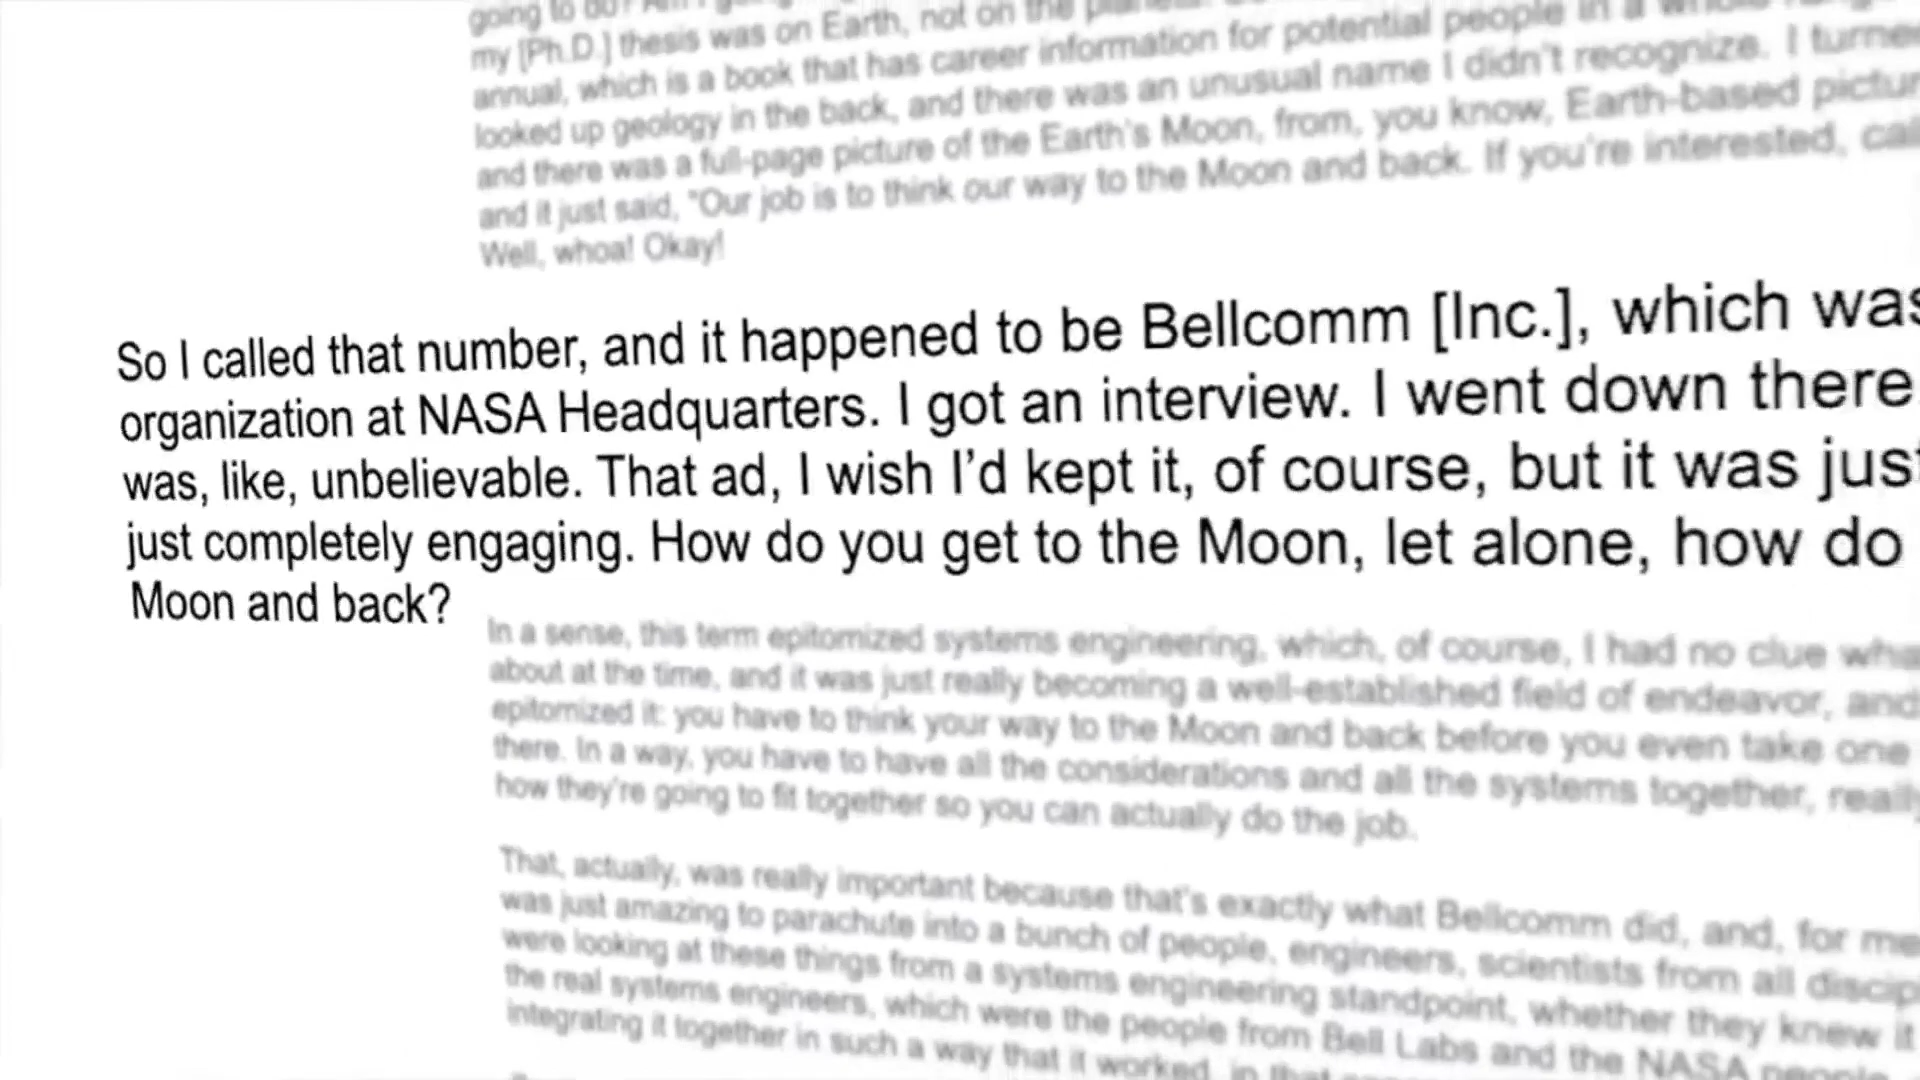 going to do? Am I
my [Ph.D.] thesis was on Earth, not on the
annual, which is a book that has career information for potential people in a whole
looked up geology in the back, and there was an unusual name I didn't recognize. I turned
and there was a full-page picture of the Earth's Moon, from, you know, Earth-based
and it just said, "Our job is to think our way to the Moon and back. If you're interested,
Well, whoa! Okay!
So I called that number, and it happened to be Bellcomm [Inc.], which was
organization at NASA Headquarters. I got an interview. I went down there
was, like, unbelievable. That ad, I wish I’d kept it, of course, but it was just
just completely engaging. How do you get to the Moon, let alone, how do
Moon and back?
In a sense, this term epitomized systems engineering, which, of course, I had no clue
about at the time, and it was just really becoming a well-established field of endeavor, and
epitomized it: you have to think your way to the Moon and back before you even take one
there. In a way, you have to have all the considerations and all the systems together, really
how they're going to fit together so you can actually do the job.
That, actually, was really important because that's exactly what Bellcomm did, and, for me
was just amazing to parachute into a bunch of people, engineers, scientists from all
were looking at these things from a systems engineering standpoint, whether they knew it
the real systems engineers, which were the people from Bell Labs and the NASA people
integrating it together in such a way that it worked, in that